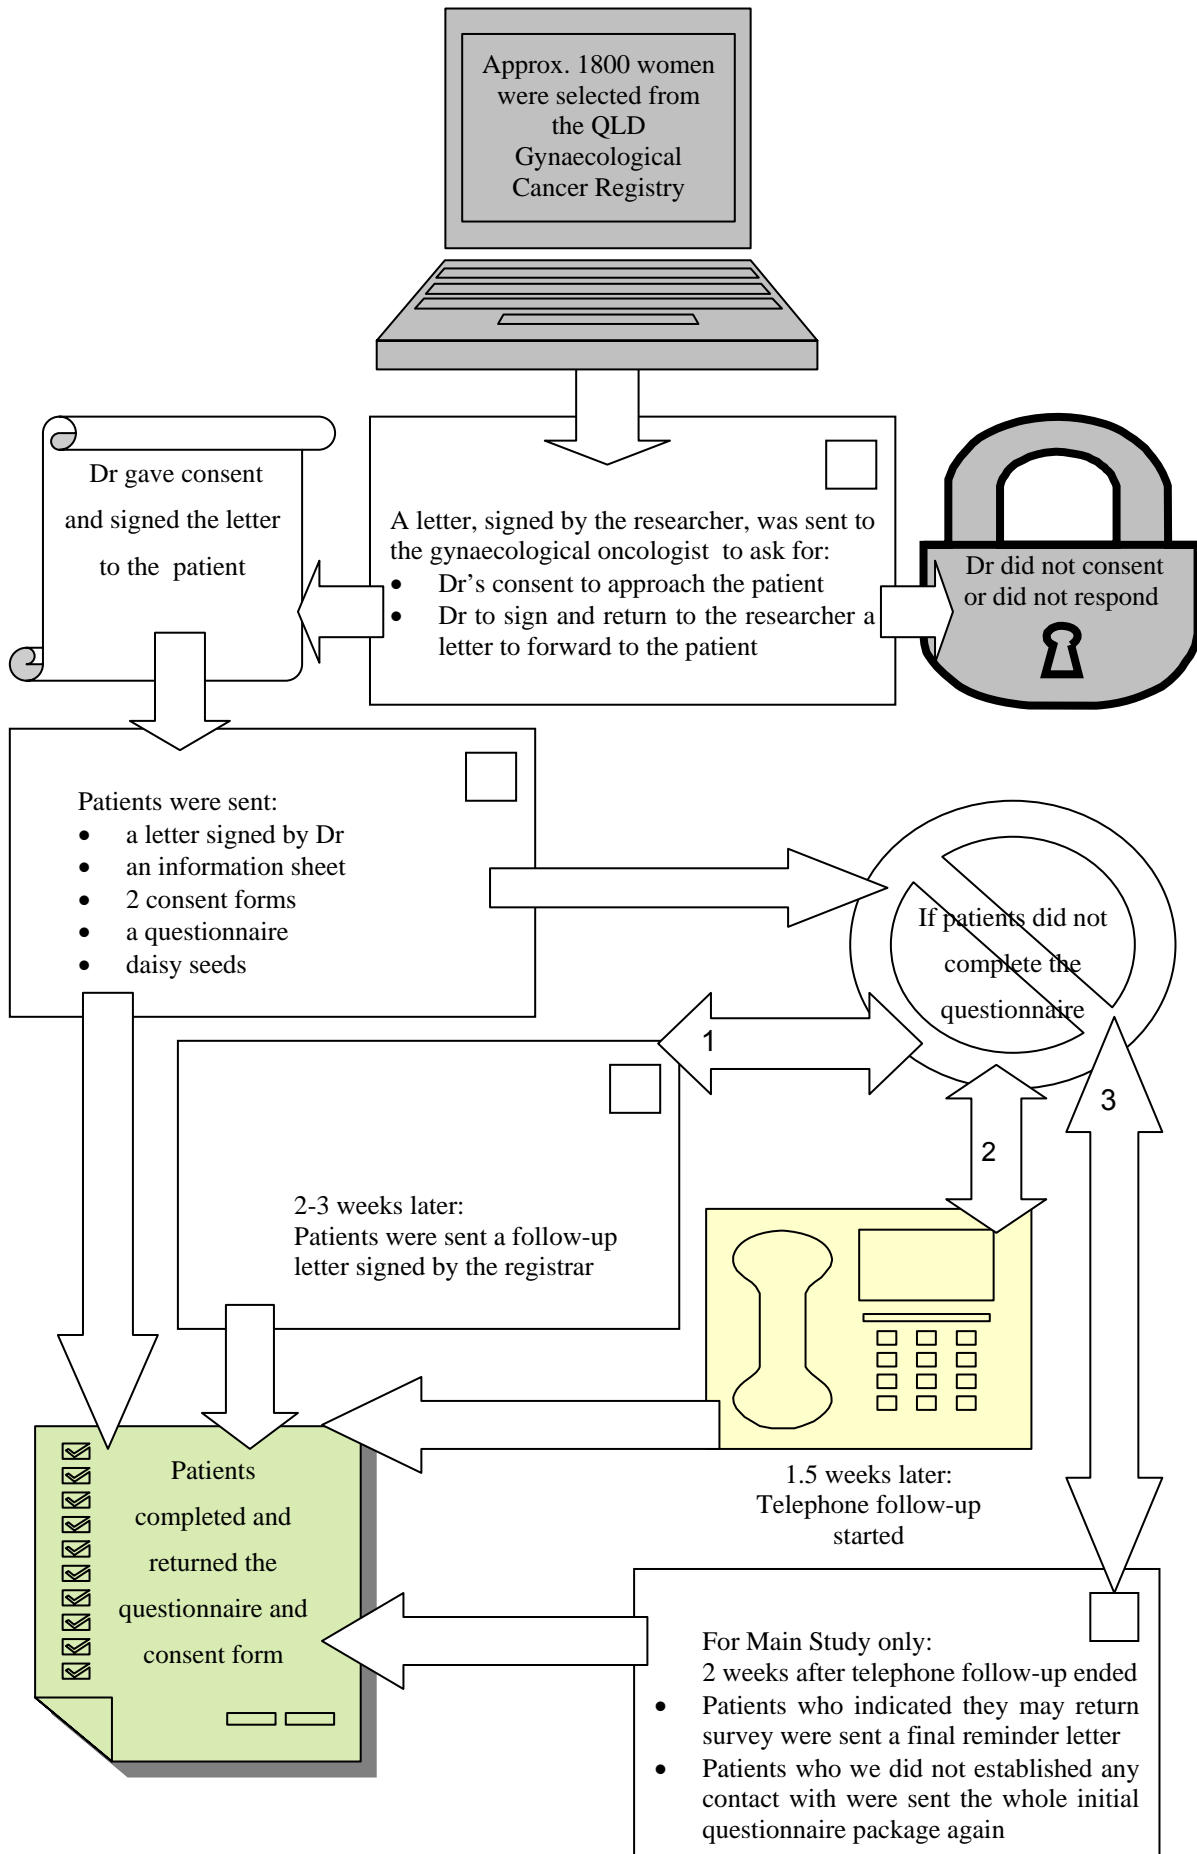 Approx. 1800 women
were selected from
the QLD
Gynaecological
Cancer Registry
Dr gave consent
and signed the letter
to the patient
A letter, signed by the researcher, was sent to
the gynaecological oncologist to ask for:
• Dr's consent to approach the patient
• Dr to sign and return to the researcher a
letter to forward to the patient
Dr did not consent
or did not respond
Patients were sent:
• a letter signed by Dr
• an information sheet
• 2 consent forms
• a questionnaire
• daisy seeds
If patients did not
complete the
questionnaire
1
2
3
2-3 weeks later:
Patients were sent a follow-up
letter signed by the registrar
1.5 weeks later:
Telephone follow-up
started
Patients
completed and
returned the
questionnaire and
consent form
For Main Study only:
2 weeks after telephone follow-up ended
• Patients who indicated they may return
survey were sent a final reminder letter
• Patients who we did not established any
contact with were sent the whole initial
questionnaire package again